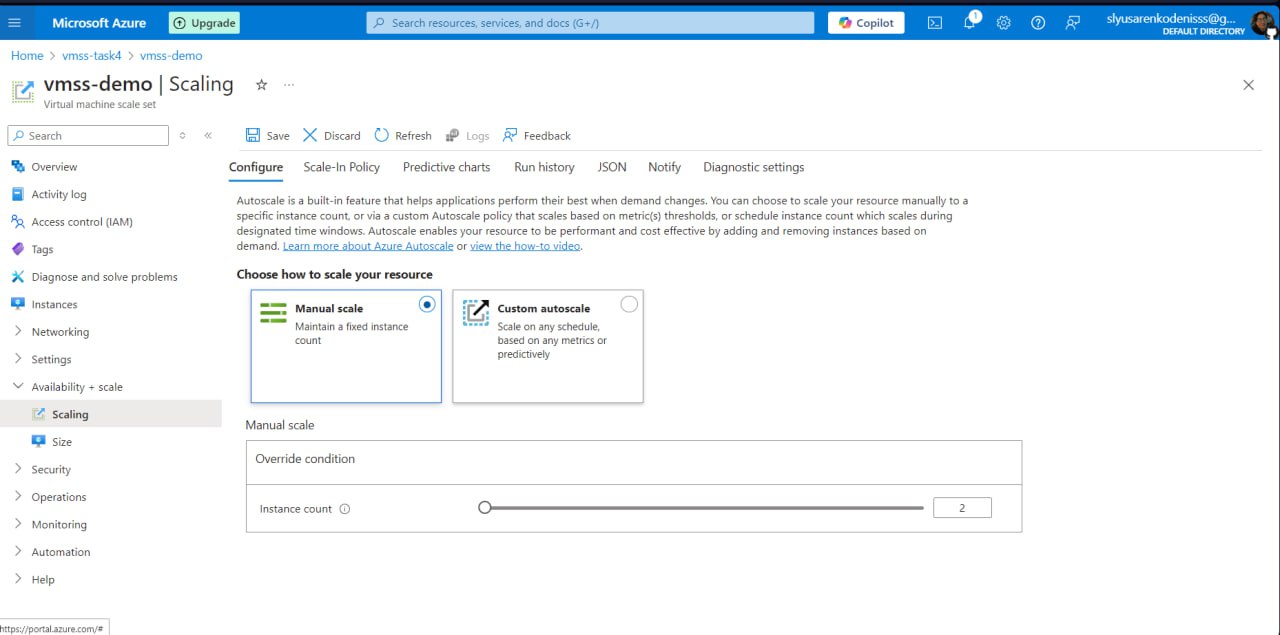 Microsoft Azure
Upgrade
Search resources, services, and docs (G+/)
Copilot
1
slyusarenkodenisss@g...
DEFAULT DIRECTORY
Home > vmss-task4 > vmss-demo
vmss-demo | Scaling
Virtual machine scale set
Search
Save
Discard
Refresh
Logs
Feedback
Overview
Activity log
Access control (IAM)
Tags
Diagnose and solve problems
Instances
Networking
Settings
Availability + scale
Scaling
Size
Security
Operations
Monitoring
Automation
Help
Configure
Scale-In Policy
Predictive charts
Run history
JSON
Notify
Diagnostic settings
Autoscale is a built-in feature that helps applications perform their best when demand changes. You can choose to scale your resource manually to a
specific instance count, or via a custom Autoscale policy that scales based on metric(s) thresholds, or schedule instance count which scales during
designated time windows. Autoscale enables your resource to be performant and cost effective by adding and removing instances based on
demand. Learn more about Azure Autoscale or view the how-to video.
Choose how to scale your resource
Manual scale
Maintain a fixed instance
count
Custom autoscale
Scale on any schedule,
based on any metrics or
predictively
Manual scale
Override condition
Instance count
2
https://portal.azure.com/#